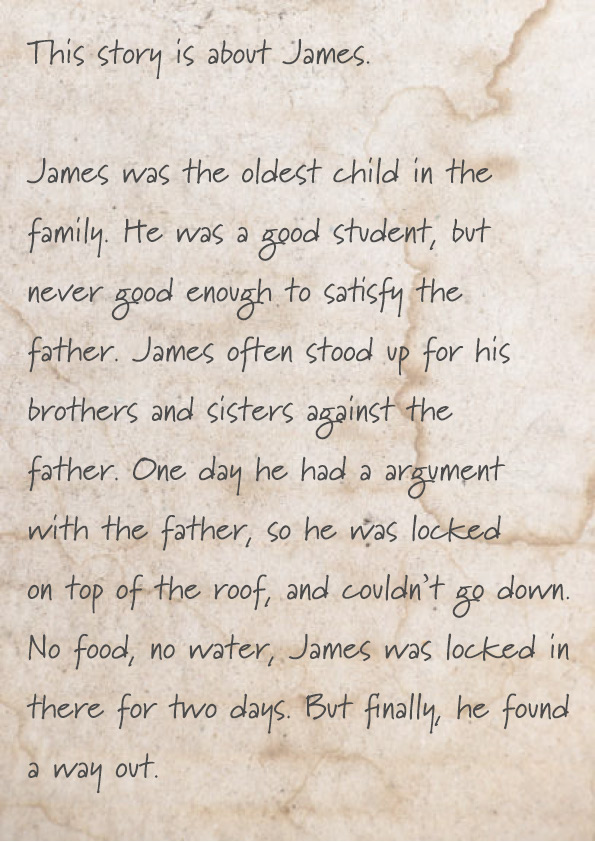 This story is about James.
James was the oldest child in the
family. He was a good student, but
never good enough to satisfy the
father. James often stood up for his
brothers and sisters against the
father. One day he had a argument
with the father, so he was locked
on top of the roof, and couldn't go down.
No food, no water, James was locked in
there for two days. But finally, he found
a way out.